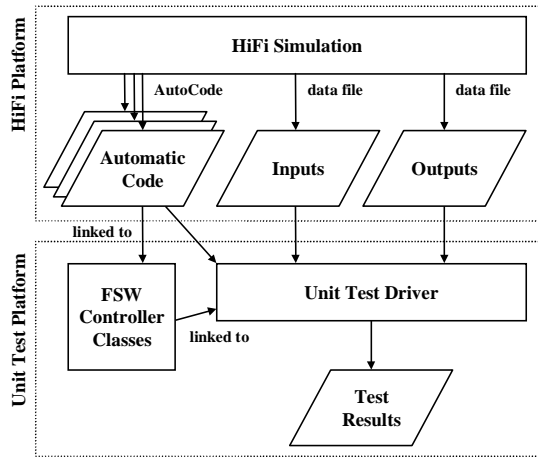 HiFi Platform
HiFi Simulation
AutoCode
data file
data file
Automatic
Code
Inputs
Outputs
linked to
Unit Test Platform
FSW
Controller
Classes
Unit Test Driver
linked to
Test
Results